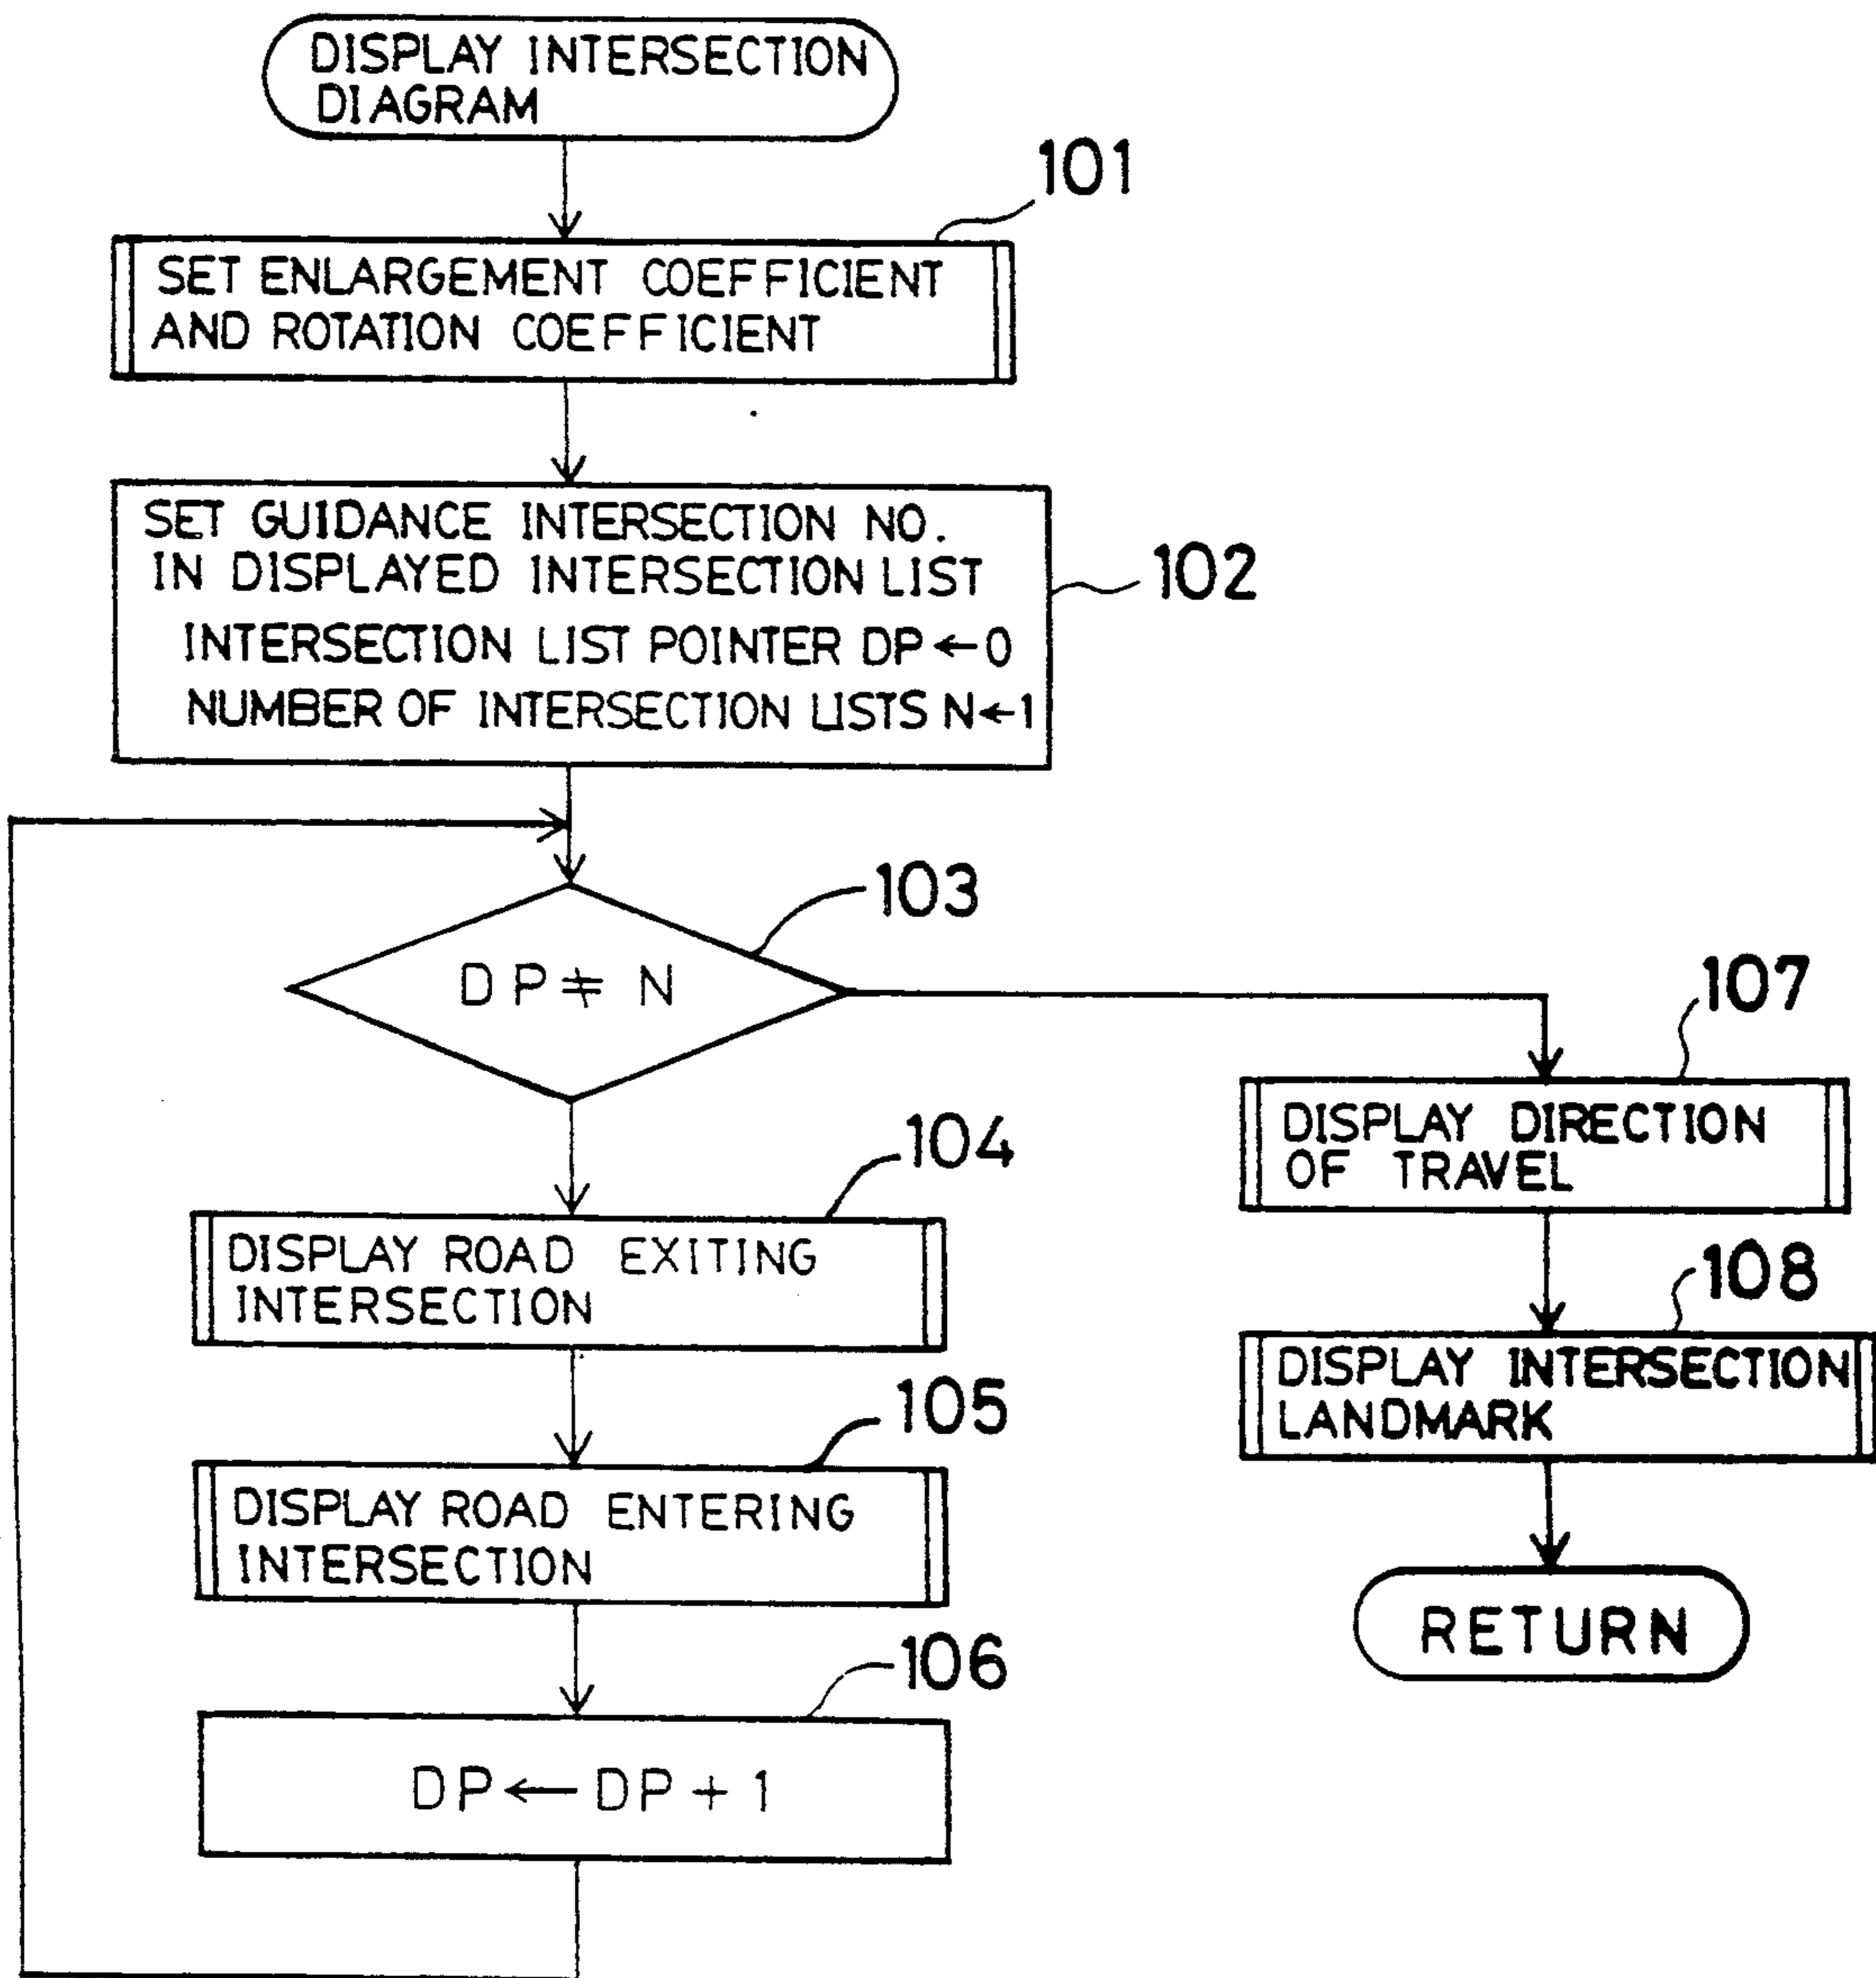 DISPLAY INTERSECTION
DIAGRAM
101
SET ENLARGEMENT COEFFICIENT
AND ROTATION COEFFICIENT
SET GUIDANCE INTERSECTION NO.
IN DISPLAYED INTERSECTION LIST
INTERSECTION LIST POINTER DP ← 0
NUMBER OF INTERSECTION LISTS N ← 1
102
103
DP ≠ N
104
DISPLAY ROAD EXITING
INTERSECTION
105
DISPLAY ROAD ENTERING
INTERSECTION
106
DP ← DP + 1
107
DISPLAY DIRECTION
OF TRAVEL
108
DISPLAY INTERSECTION
LANDMARK
RETURN